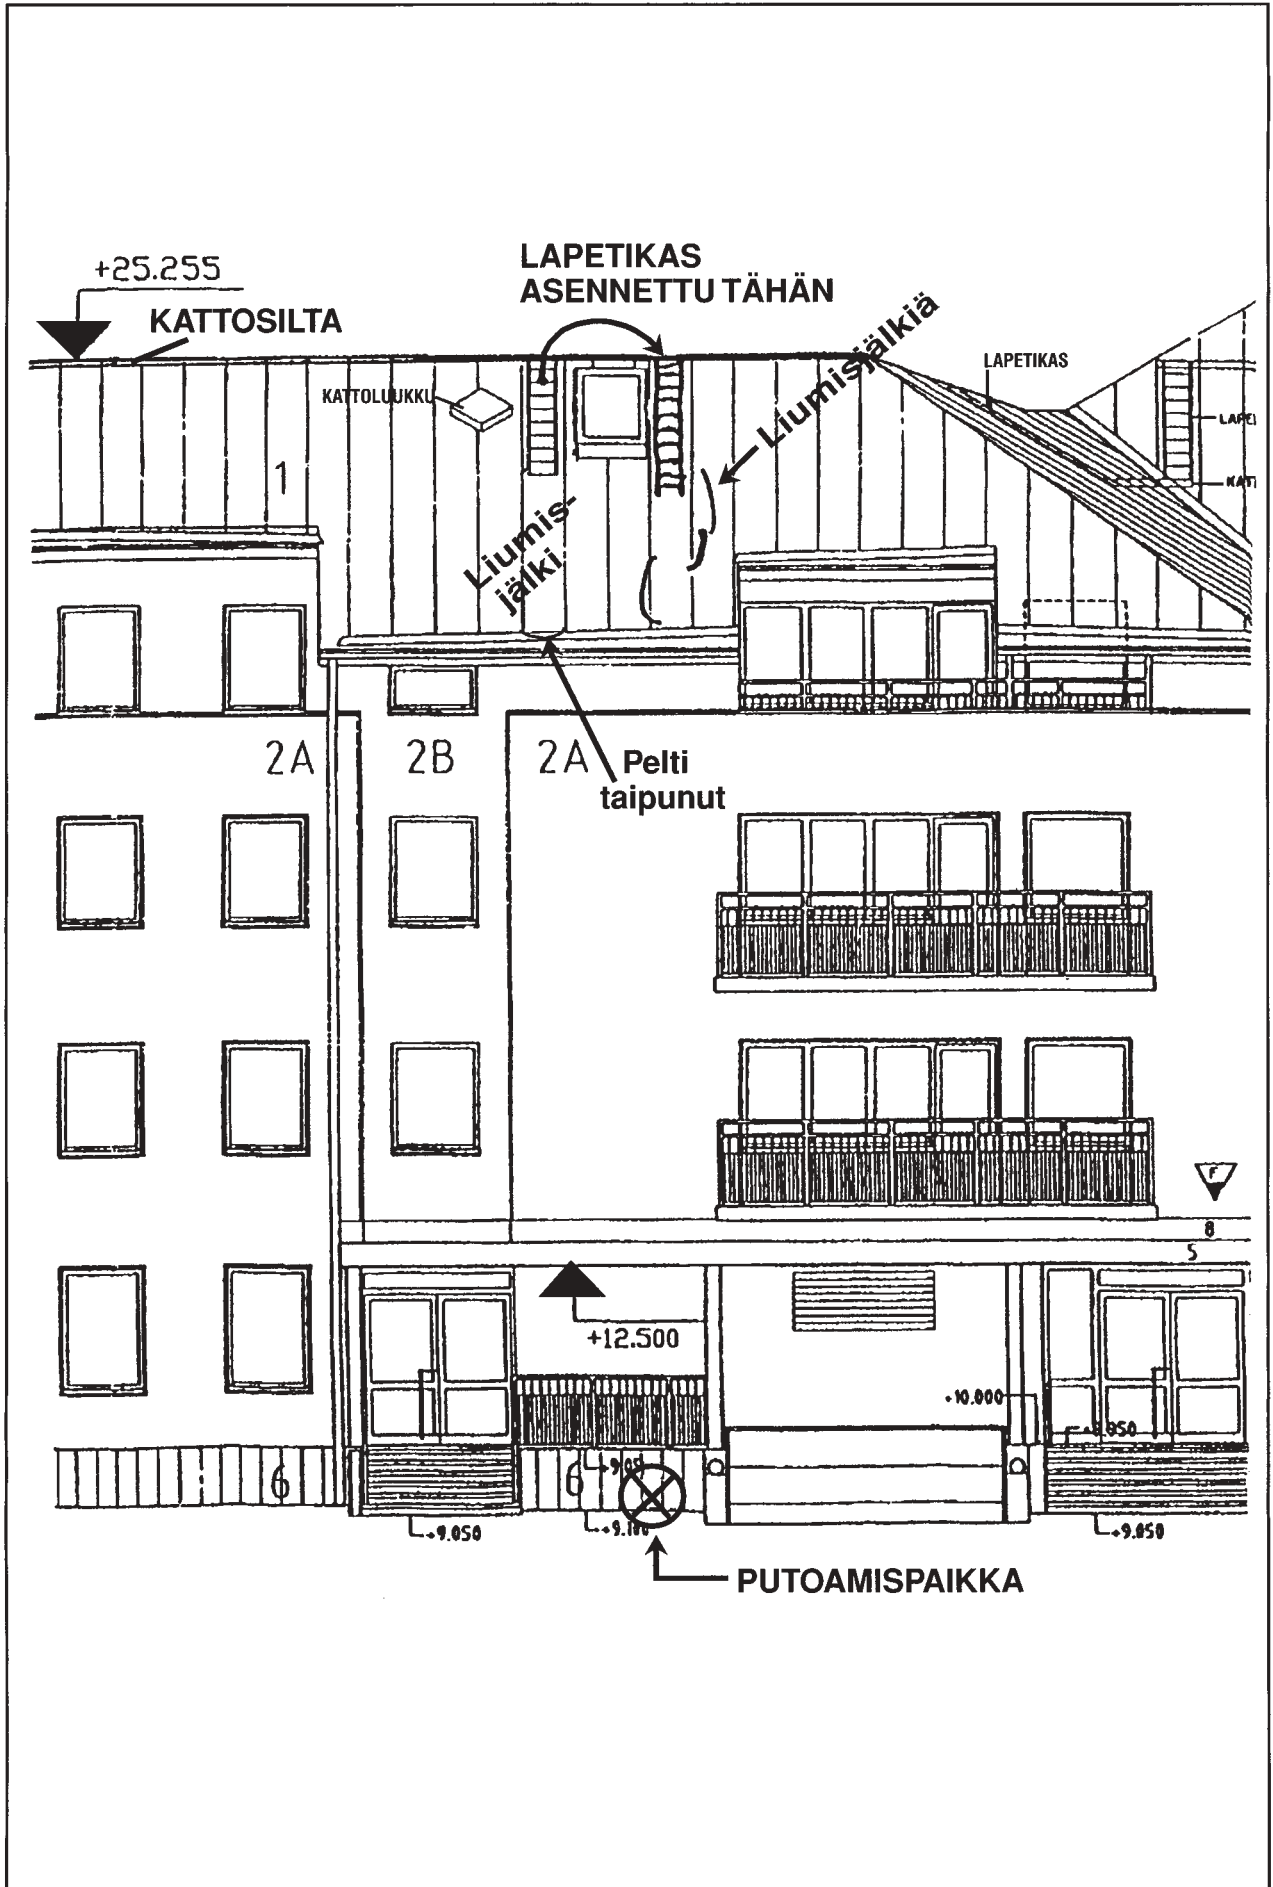 LAPETIKAS
ASENNETTU TÄHÄN
+25.255
KATTOSILTA
Liumisjälkiä
LAPETIKAS
KATTOLUUKKU
1
Liumis-
jälki
2A
2B
2A
Pelti
taipunut
F
8
5
+12.500
+10.000
6
6
+9.050
+9.050
PUTOAMISPAIKKA